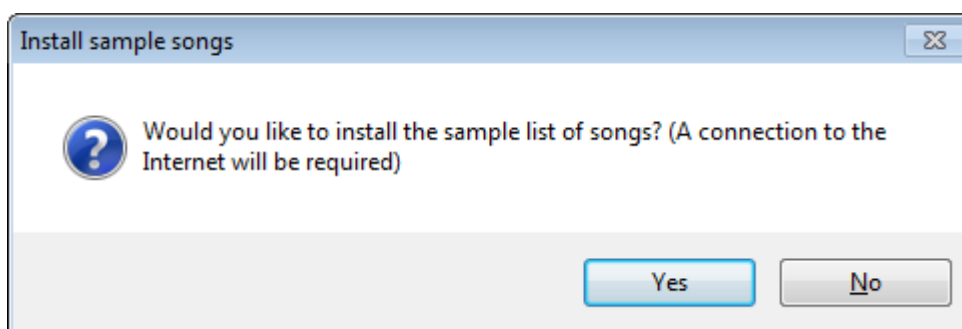 Install sample songs
Would you like to install the sample list of songs? (A connection to the
Internet will be required)
Yes
No